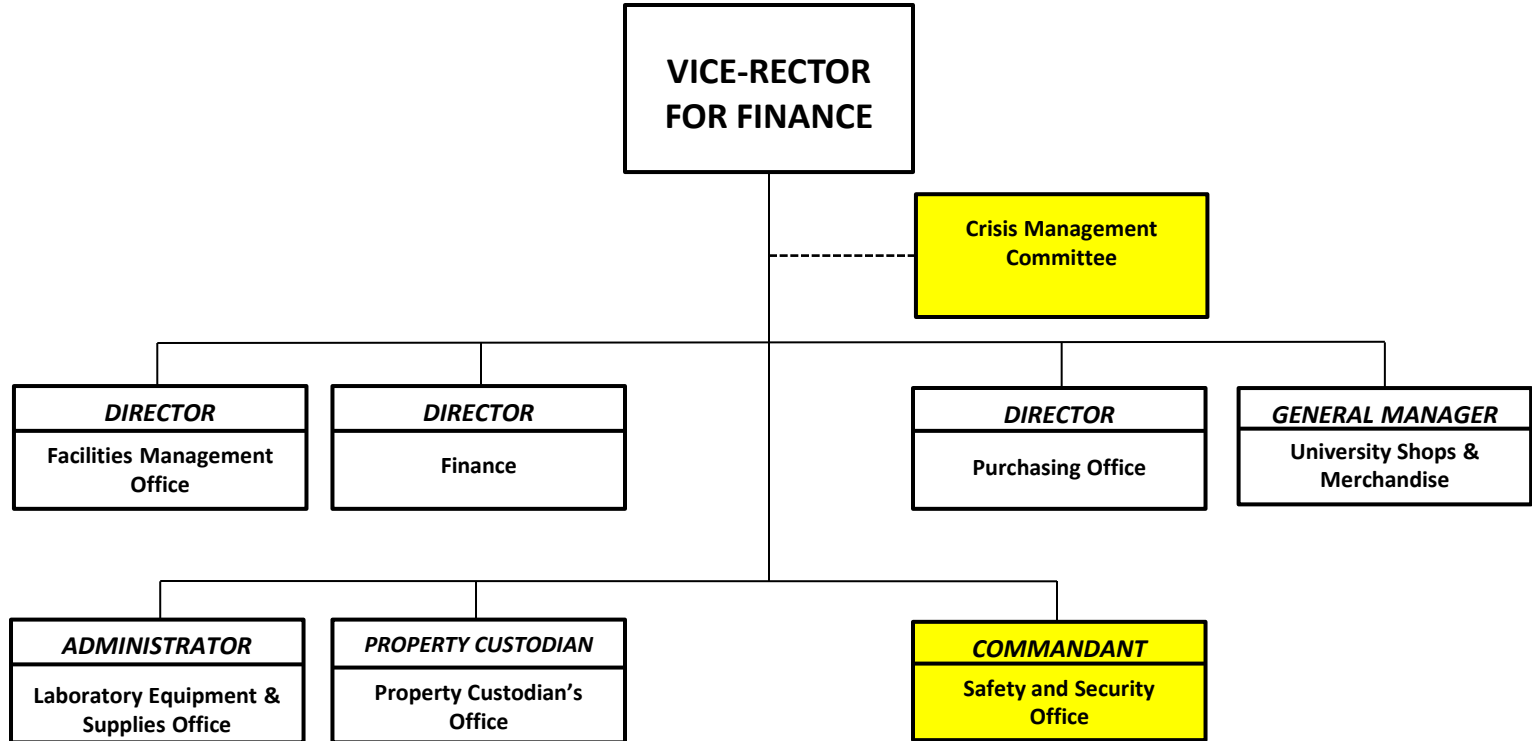 VICE-RECTOR
FOR FINANCE
Crisis Management
Committee
DIRECTOR
Facilities Management
Office
DIRECTOR
Finance
DIRECTOR
Purchasing Office
GENERAL MANAGER
University Shops &
Merchandise
ADMINISTRATOR
Laboratory Equipment &
Supplies Office
PROPERTY CUSTODIAN
Property Custodian’s
Office
COMMANDANT
Safety and Security
Office